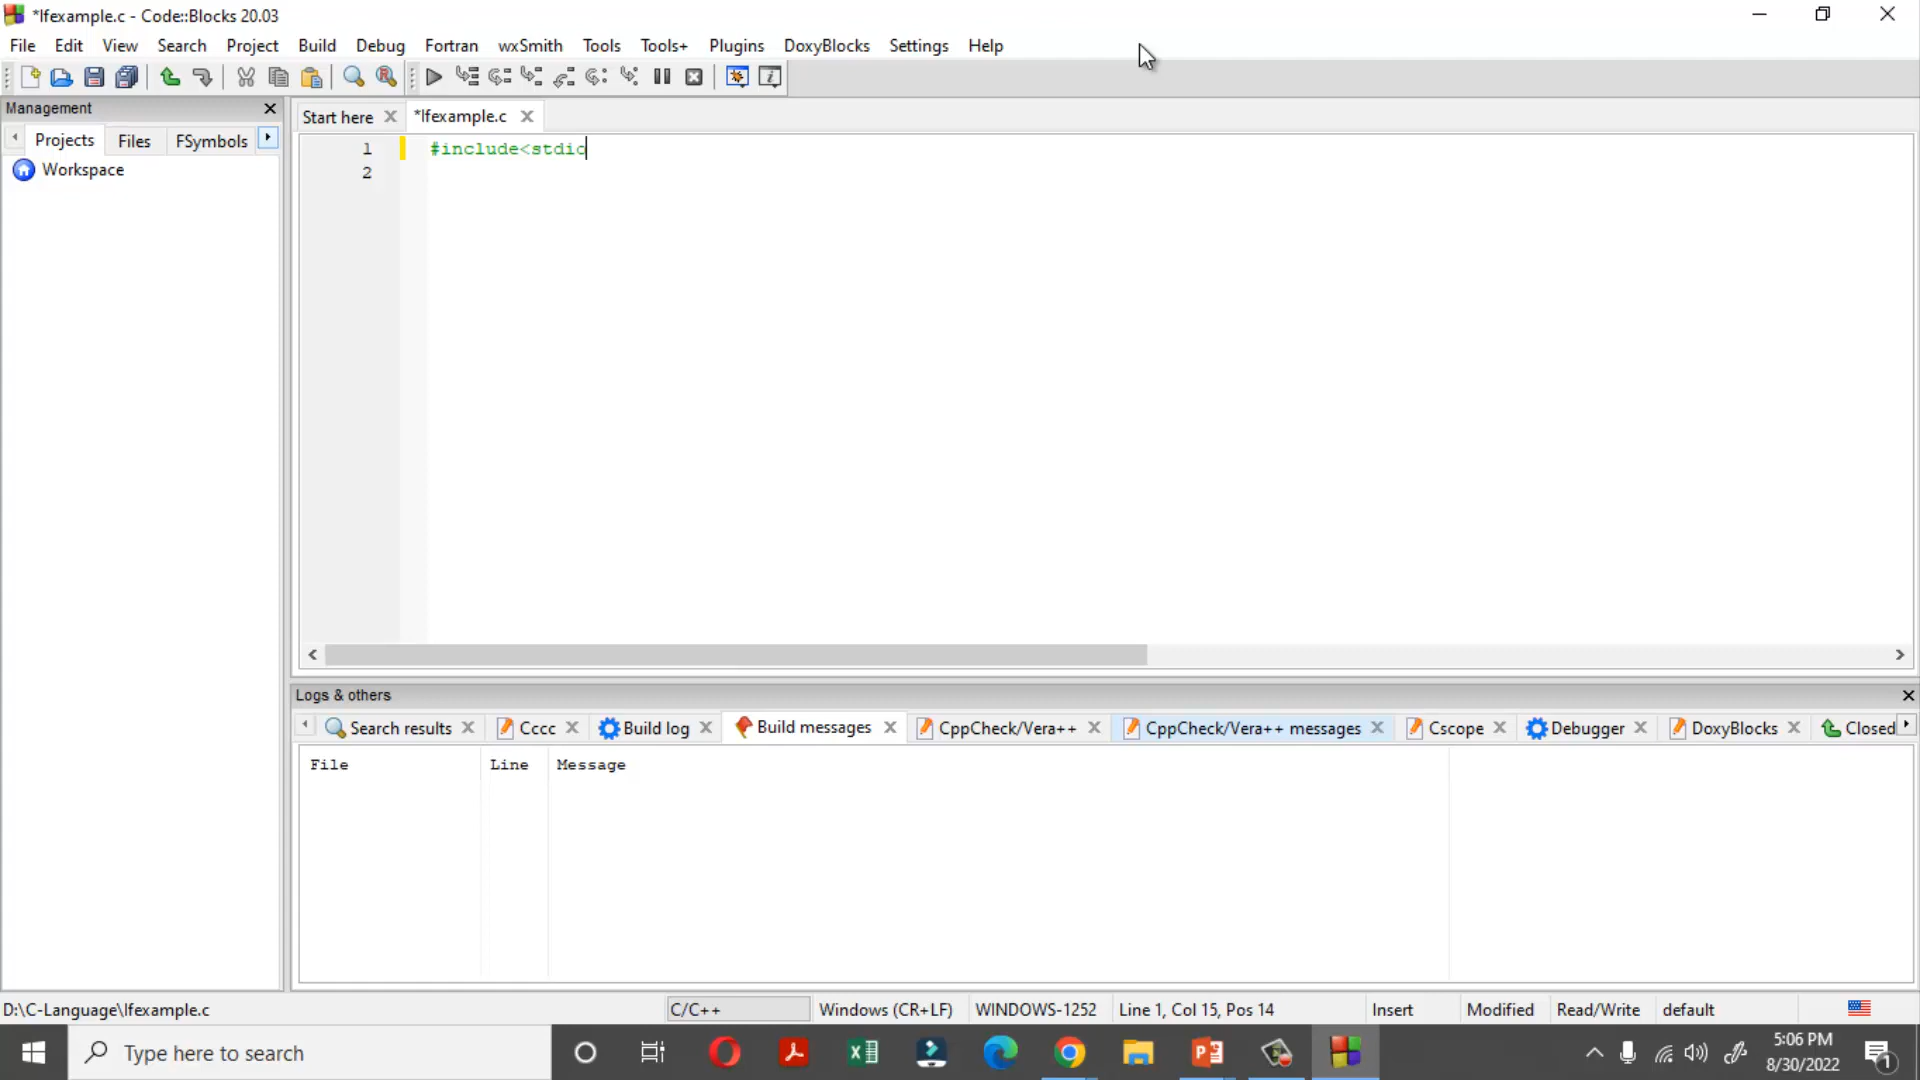 *Ifexample.c - Code::Blocks 20.03
File Edit View Search Project Build Debug Fortran wxSmith Tools Tools+ Plugins DoxyBlocks Settings Help
Management
Start here *Ifexample.c
Projects Files FSymbols
1 #include<stdio
2
Workspace
Logs & others
Search results Cccc Build log Build messages CppCheck/Vera++ CppCheck/Vera++ messages Cscope Debugger DoxyBlocks Closed
File Line Message
D:\C-Language\Ifexample.c C/C++ Windows (CR+LF) WINDOWS-1252 Line 1, Col 15, Pos 14 Insert Modified Read/Write default
Type here to search
5:06 PM
8/30/2022
1